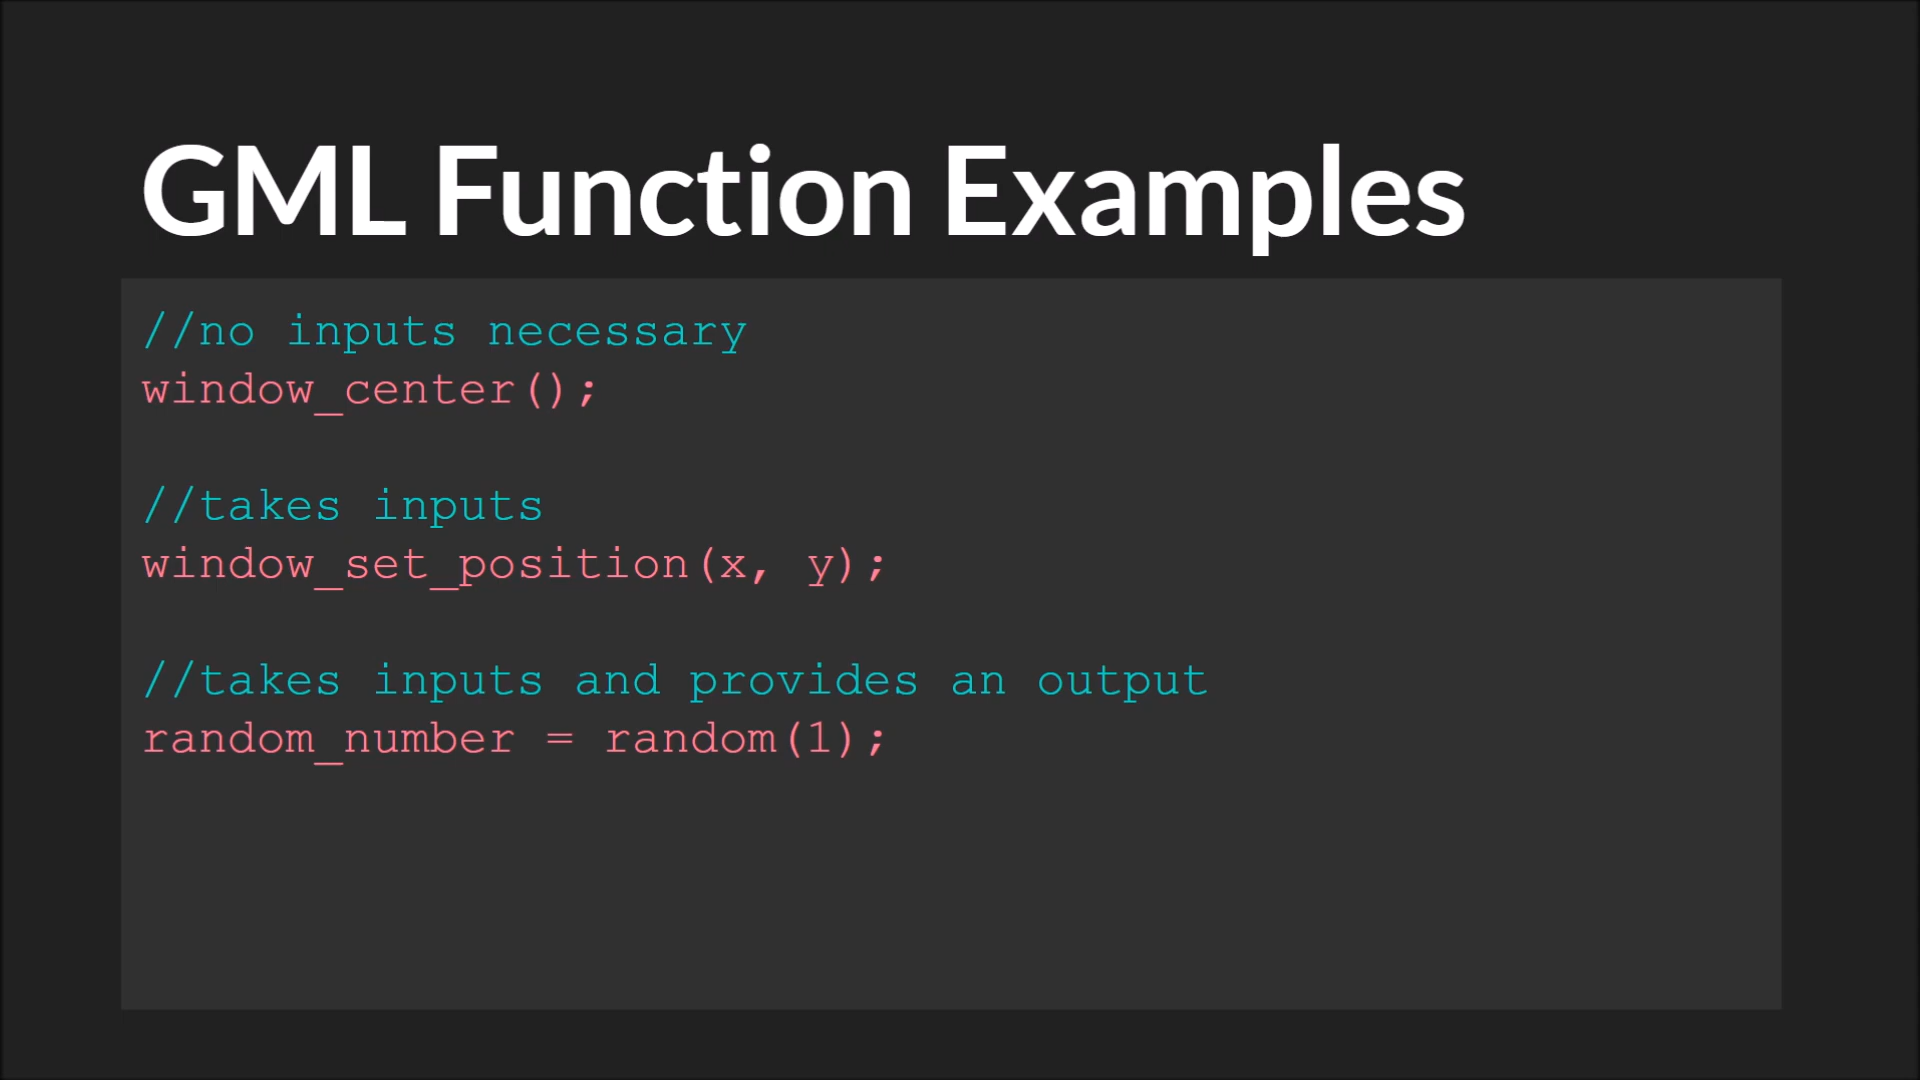 GML Function Examples
//no inputs necessary
window_center();
//takes inputs
window_set_position(x, y);
//takes inputs and provides an output
random_number = random(1);